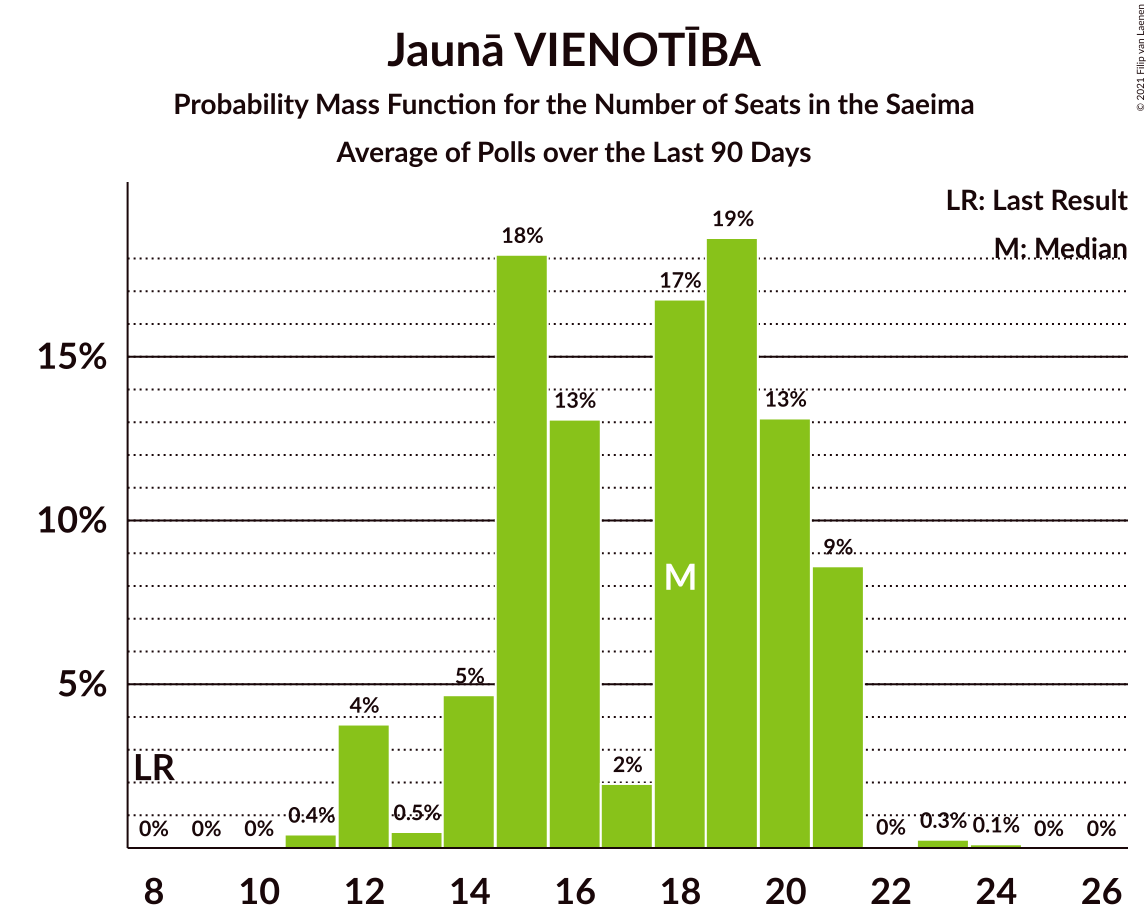 Jaunā VIENOTĪBA
Probability Mass Function for the Number of Seats in the Saeima
Average of Polls over the Last 90 Days
© 2021 Filip van Laenen
LR: Last Result
M: Median
15%
10%
5%
LR
0%
0%
0%
0.4%
4%
0.5%
5%
18%
13%
2%
17%
M
19%
13%
9%
0%
0.3%
0.1%
0%
0%
8 10 12 14 16 18 20 22 24 26